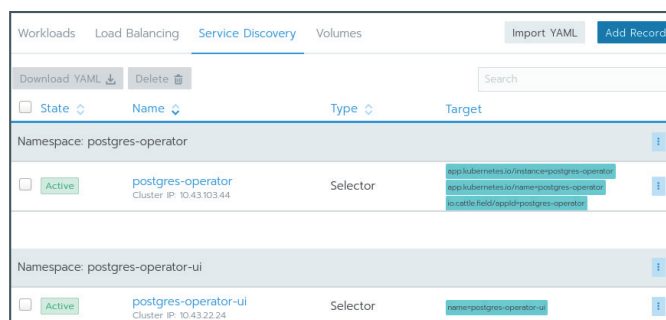 Workloads Load Balancing Service Discovery Volumes Import YAML Add Record
Download YAML Delete Search
State Name Type Target
Namespace: postgres-operator
Active postgres-operator Selector app.kubernetes.io/instance=postgres-operator
Cluster IP: 10.43.103.44 app.kubernetes.io/name=postgres-operator
io.cattle.field/appId=postgres-operator
Namespace: postgres-operator-ui
Active postgres-operator-ui Selector name=postgres-operator-ui
Cluster IP: 10.43.22.24